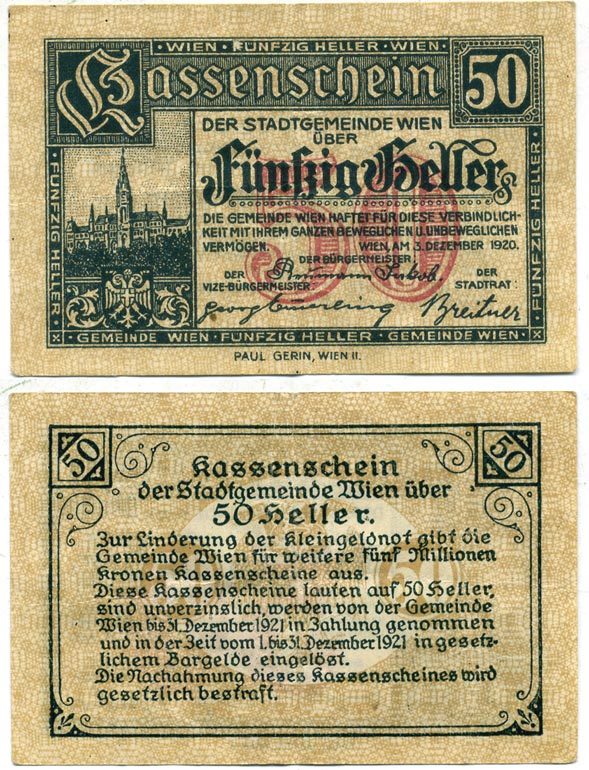 · WIEN · FÜNFZIG HELLER · WIEN ·
Kassenschein 50
DER STADTGEMEINDE WIEN
ÜBER
Fünfzig Heller
DIE GEMEINDE WIEN HAFTET FÜR DIESE VERBINDLICH-
KEIT MIT IHREM GANZEN BEWEGLICHEN U. UNBEWEGLICHEN
VERMÖGEN. WIEN, AM 3. DEZEMBER 1920.
DER BÜRGERMEISTER:
DER Reumann Jakob DER
VIZE-BÜRGERMEISTER: STADTRAT:
Georg Emmerling Breitner
· FÜNFZIG HELLER ·
· FÜNFZIG HELLER ·
X · GEMEINDE WIEN · FÜNFZIG HELLER · GEMEINDE WIEN · X
50
PAUL GERIN, WIEN II.
50 50
Kassenschein
der Stadtgemeinde Wien über
50 Heller.
Zur Linderung der Kleingeldnot gibt die
Gemeinde Wien für weitere fünf Millionen
Kronen Kassenscheine aus.
Diese Kassenscheine lauten auf 50 Heller,
sind unverzinslich, werden von der Gemeinde
Wien bis 31. Dezember 1921 in Zahlung genommen
und in der Zeit vom 1. bis 31. Dezember 1921 in gesetz-
lichem Bargelde eingelöst.
Die Nachahmung dieses Kassenscheines wird
gesetzlich bestraft.
50